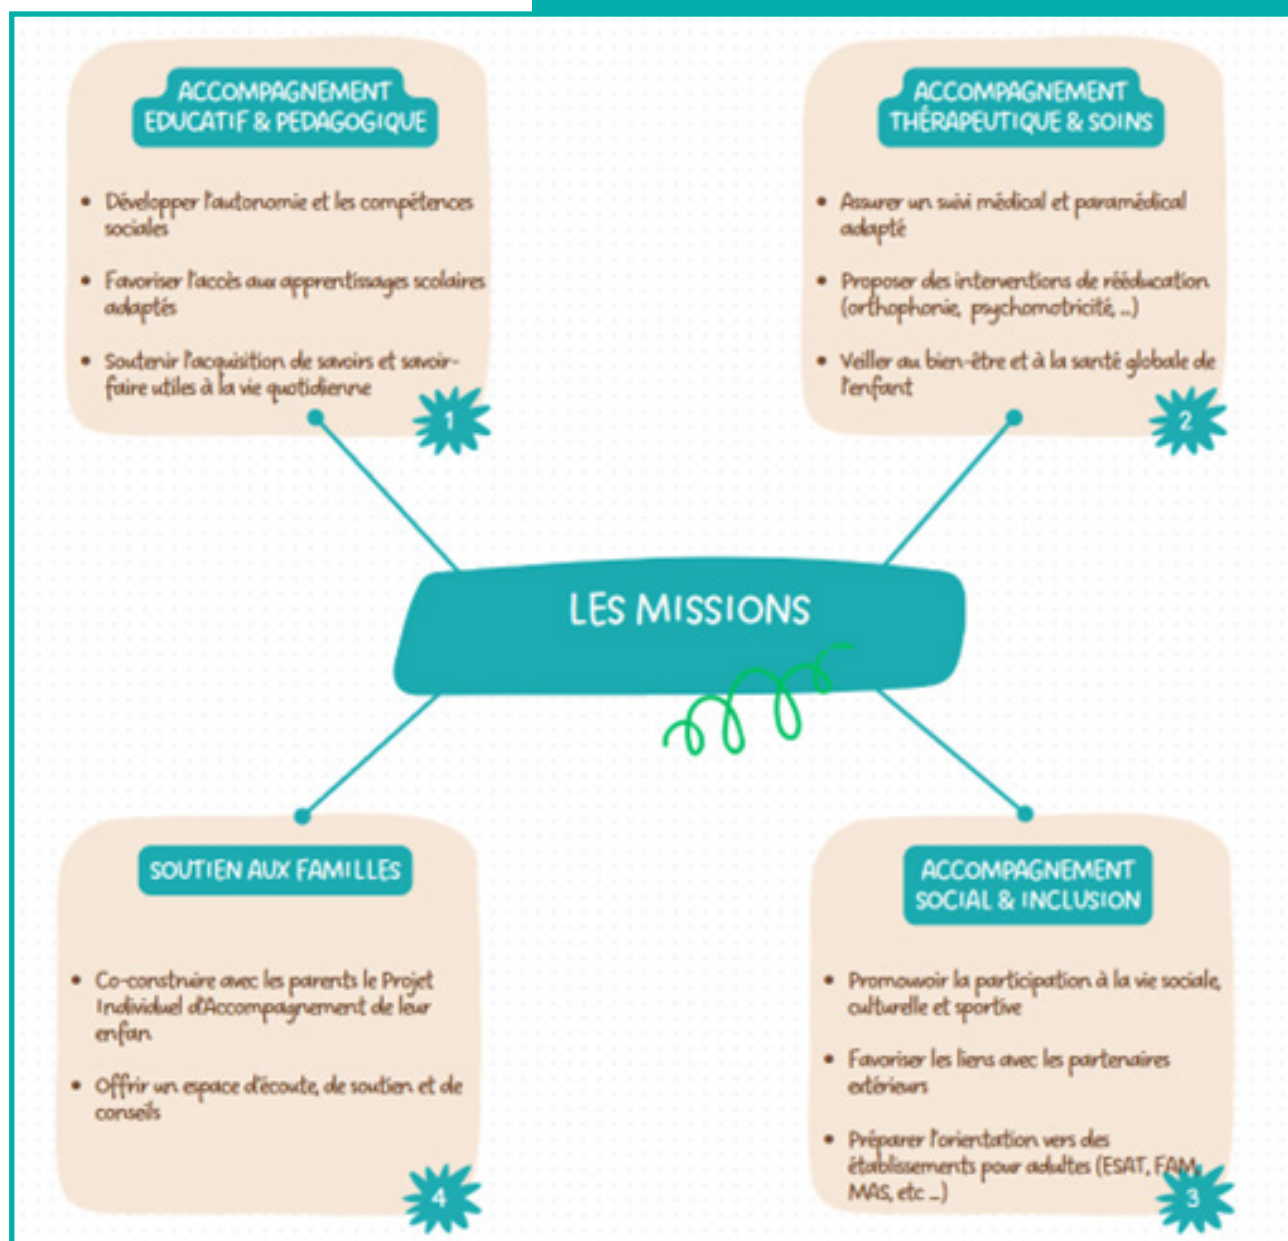 ACCOMPAGNEMENT
EDUCATIF & PEDAGOGIQUE
• Développer l'autonomie et les compétences
sociales
• Favoriser l'accès aux apprentissages scolaires
adaptés
• Soutenir l'acquisition de savoirs et savoir-
faire utiles à la vie quotidienne
1
ACCOMPAGNEMENT
THÉRAPEUTIQUE & SOINS
• Assurer un suivi médical et paramédical
adapté
• Proposer des interventions de rééducation
(orthophonie, psychomotricité, ...)
• Veiller au bien-être et à la santé globale de
l'enfant
2
LES MISSIONS
SOUTIEN AUX FAMILLES
• Co-construire avec les parents le Projet
Individuel d'Accompagnement de leur
enfan
• Offrir un espace d'écoute, de soutien et de
conseils
4
ACCOMPAGNEMENT
SOCIAL & INCLUSION
• Promouvoir la participation à la vie sociale,
culturelle et sportive
• Favoriser les liens avec les partenaires
extérieurs
• Préparer l'orientation vers des
établissements pour adultes (ESAT, FAM,
MAS, etc ...)
3